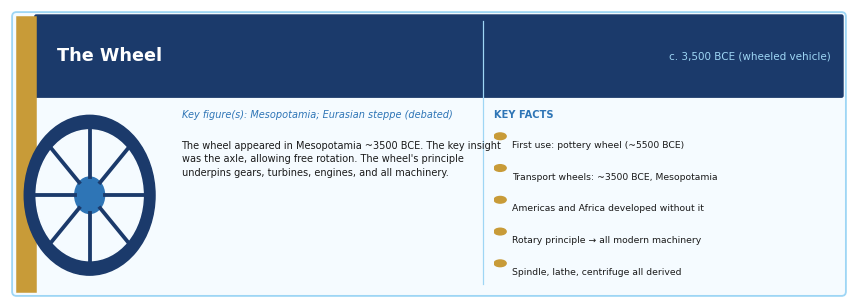 The Wheel
c. 3,500 BCE (wheeled vehicle)
Key figure(s): Mesopotamia; Eurasian steppe (debated)
The wheel appeared in Mesopotamia ~3500 BCE. The key insight
was the axle, allowing free rotation. The wheel's principle
underpins gears, turbines, engines, and all machinery.
KEY FACTS
First use: pottery wheel (~5500 BCE)
Transport wheels: ~3500 BCE, Mesopotamia
Americas and Africa developed without it
Rotary principle → all modern machinery
Spindle, lathe, centrifuge all derived